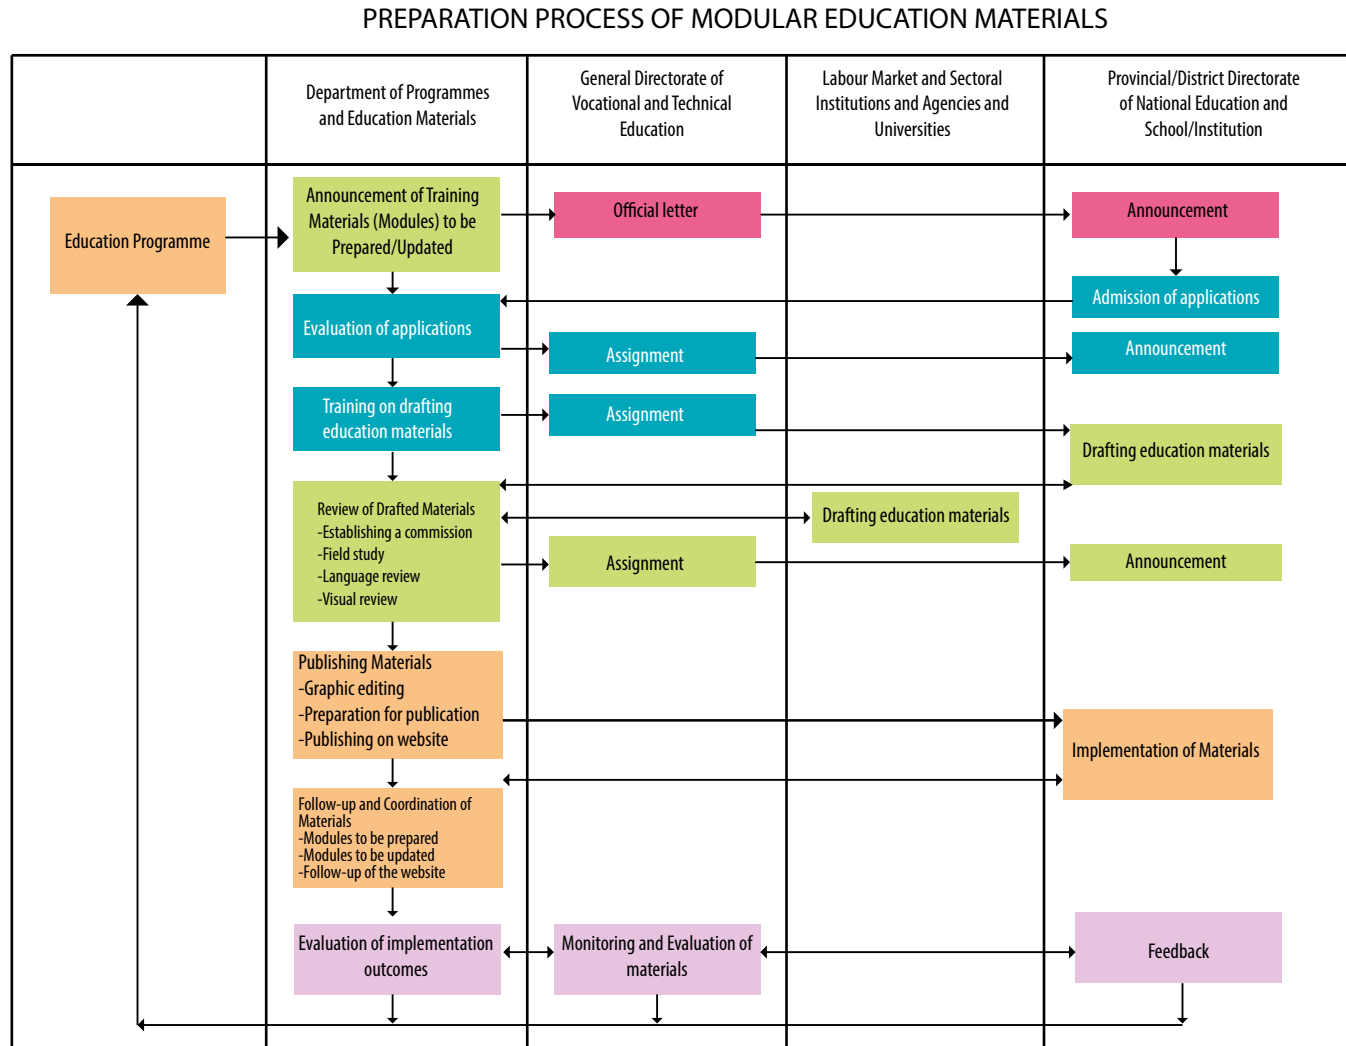 PREPARATION PROCESS OF MODULAR EDUCATION MATERIALS
Department of Programmes
and Education Materials
General Directorate of
Vocational and Technical
Education
Labour Market and Sectoral
Institutions and Agencies and
Universities
Provincial/District Directorate
of National Education and
School/Institution
Education Programme
Announcement of Training
Materials (Modules) to be
Prepared/Updated
Official letter
Announcement
Admission of applications
Evaluation of applications
Assignment
Announcement
Training on drafting
education materials
Assignment
Drafting education materials
Review of Drafted Materials
-Establishing a commission
-Field study
-Language review
-Visual review
Drafting education materials
Assignment
Announcement
Publishing Materials
-Graphic editing
-Preparation for publication
-Publishing on website
Implementation of Materials
Follow-up and Coordination of
Materials
-Modules to be prepared
-Modules to be updated
-Follow-up of the website
Evaluation of implementation
outcomes
Monitoring and Evaluation of
materials
Feedback